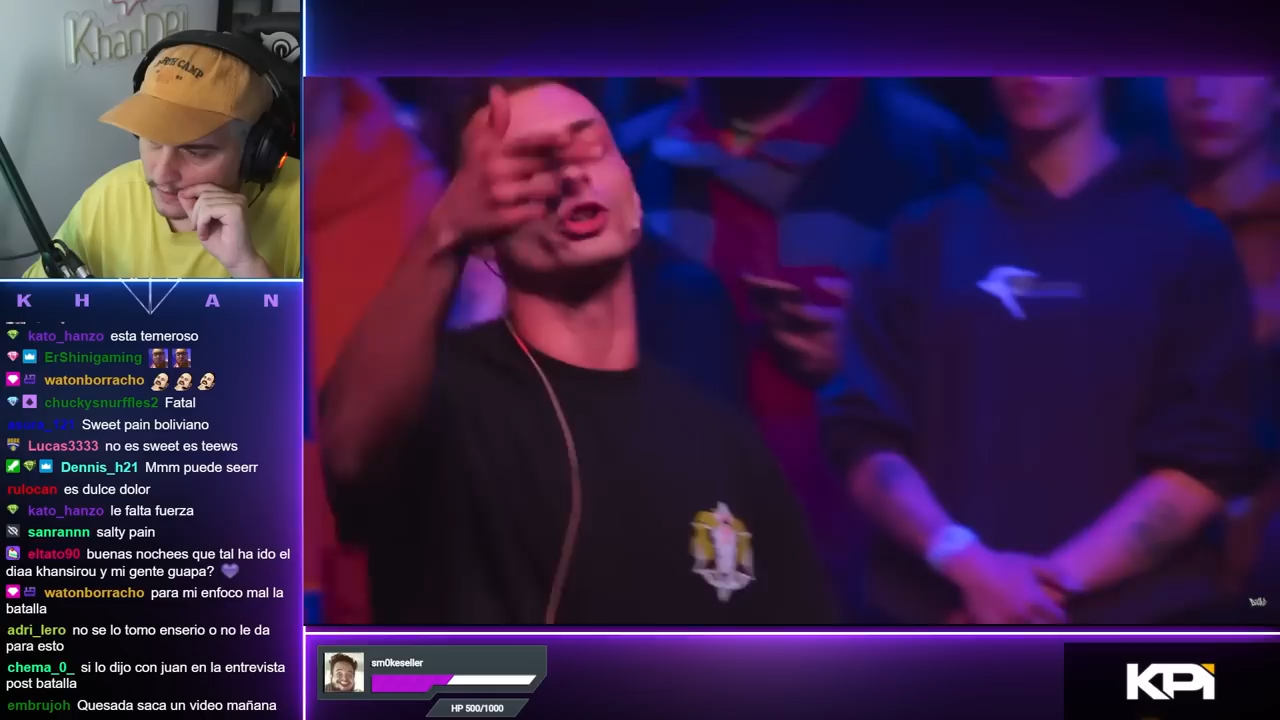 KhanDBL
K H A N
kato_hanzo esta temeroso
ErShinigaming
watonborracho
chuckysnurffles2 Fatal
Sweet pain boliviano
Lucas3333 no es sweet es teews
Dennis_h21 Mmm puede seerr
rulocan es dulce dolor
kato_hanzo le falta fuerza
sanrannn salty pain
eltato90 buenas nochees que tal ha ido el
diaa khansirou y mi gente guapa?
watonborracho para mi enfoco mal la
batalla
adri_lero no se lo tomo enserio o no le da
para esto
chema_0_ si lo dijo con juan en la entrevista
post batalla
embrujoh Quesada saca un video mañana
sm0keseller
HP 500/1000
KPi